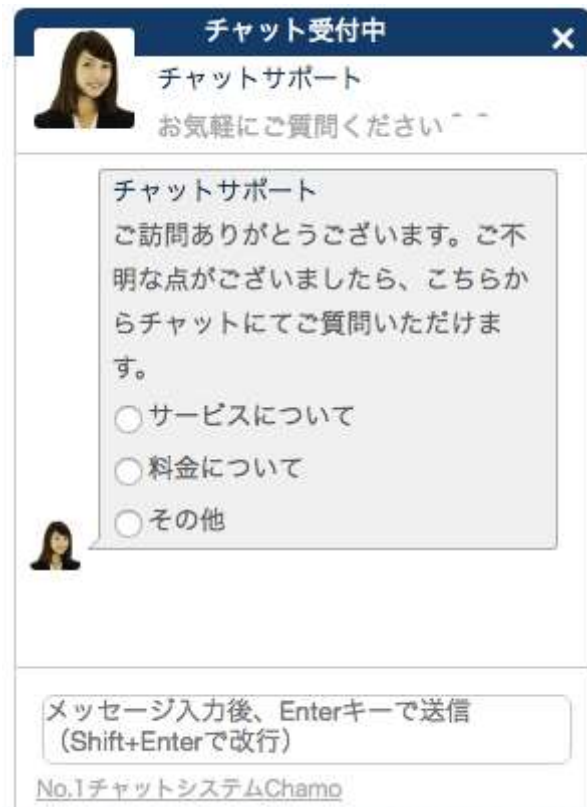 チャット受付中
×
チャットサポート
お気軽にご質問ください＾＾
チャットサポート
ご訪問ありがとうございます。ご不
明な点がございましたら、こちらか
らチャットにてご質問いただけま
す。
サービスについて
料金について
その他
メッセージ入力後、Enterキーで送信
（Shift+Enterで改行）
No.1チャットシステムChamo